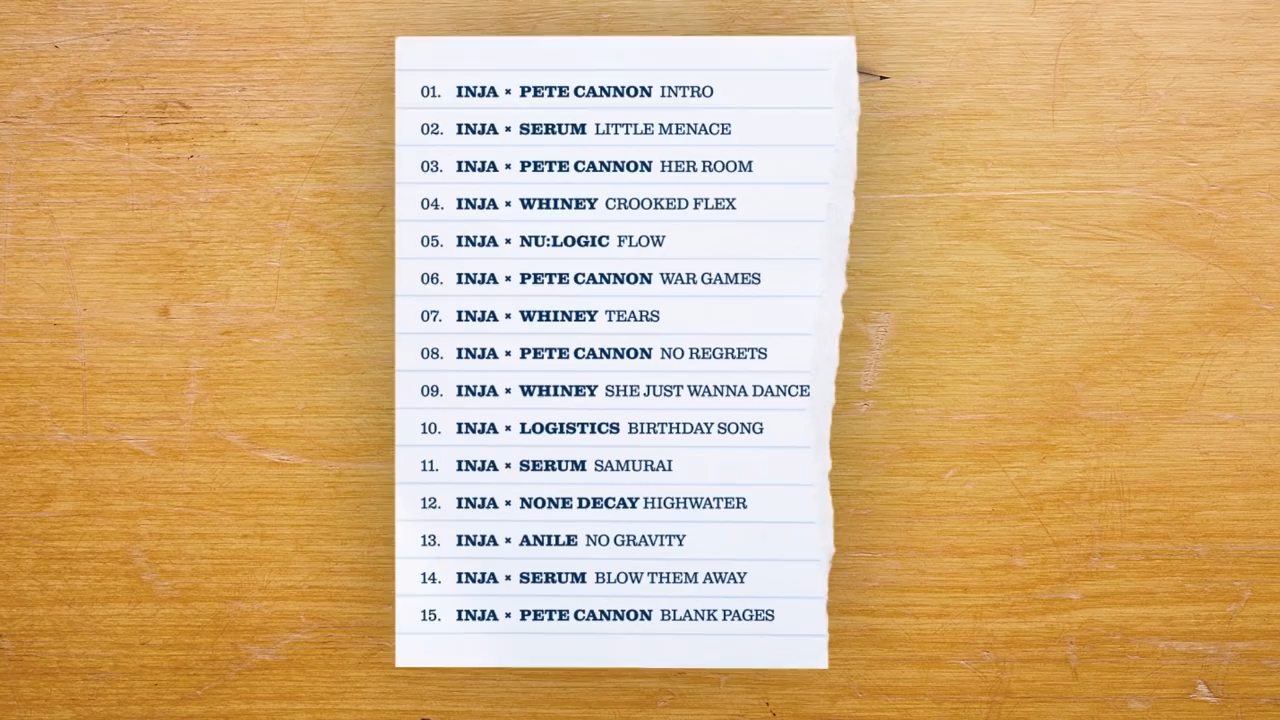 01. INJA × PETE CANNON INTRO
02. INJA × SERUM LITTLE MENACE
03. INJA × PETE CANNON HER ROOM
04. INJA × WHINEY CROOKED FLEX
05. INJA × NU:LOGIC FLOW
06. INJA × PETE CANNON WAR GAMES
07. INJA × WHINEY TEARS
08. INJA × PETE CANNON NO REGRETS
09. INJA × WHINEY SHE JUST WANNA DANCE
10. INJA × LOGISTICS BIRTHDAY SONG
11. INJA × SERUM SAMURAI
12. INJA × NONE DECAY HIGHWATER
13. INJA × ANILE NO GRAVITY
14. INJA × SERUM BLOW THEM AWAY
15. INJA × PETE CANNON BLANK PAGES